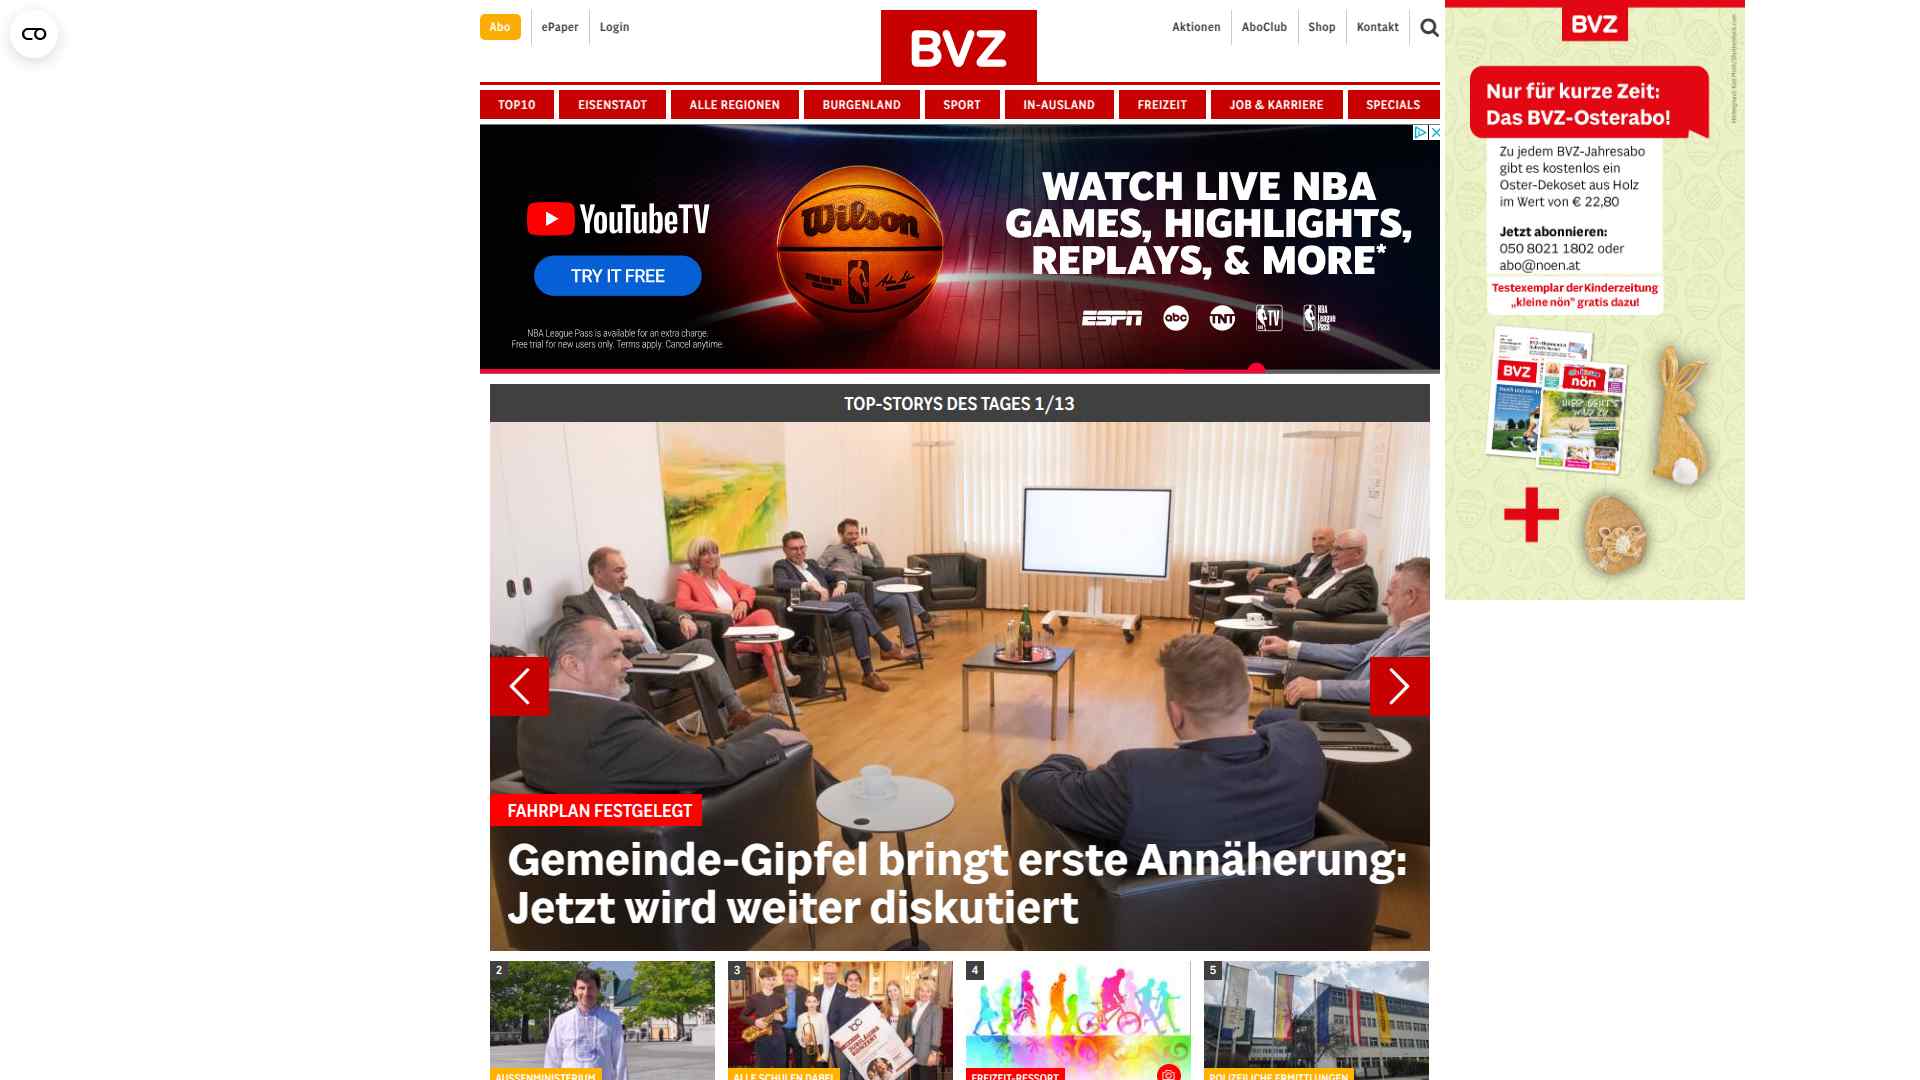 Abo
ePaper
Login
BVZ
Aktionen
AboClub
Shop
Kontakt
TOP10
EISENSTADT
ALLE REGIONEN
BURGENLAND
SPORT
IN-AUSLAND
FREIZEIT
JOB & KARRIERE
SPECIALS
YouTubeTV
TRY IT FREE
NBA League Pass is available for an extra charge.
Free trial for new users only. Terms apply. Cancel anytime.
Wilson
WATCH LIVE NBA
GAMES, HIGHLIGHTS,
REPLAYS, & MORE*
ESPN
abc
TNT
TV
NBA
League
Pass
TOP-STORYS DES TAGES 1/13
FAHRPLAN FESTGELEGT
Gemeinde-Gipfel bringt erste Annäherung:
Jetzt wird weiter diskutiert
2
AUSSENMINISTERIUM
3
ALLE SCHULEN DABEI
4
FREIZEIT-RESSORT
5
POLIZEILICHE ERMITTLUNGEN
BVZ
Nur für kurze Zeit:
Das BVZ-Osterabo!
Zu jedem BVZ-Jahresabo
gibt es kostenlos ein
Oster-Dekoset aus Holz
im Wert von € 22,80
Jetzt abonnieren:
050 8021 1802 oder
abo@noen.at
Testexemplar der Kinderzeitung
„kleine nön" gratis dazu!
BVZ
nön